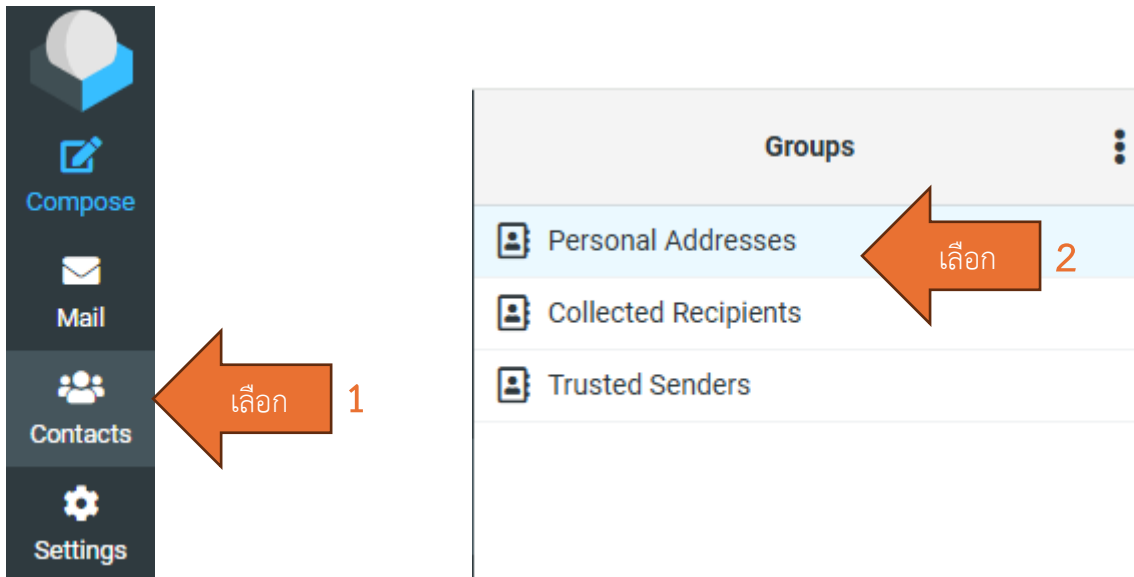 Compose
Mail
Contacts
Settings
เลือก 1
Groups
Personal Addresses
เลือก 2
Collected Recipients
Trusted Senders